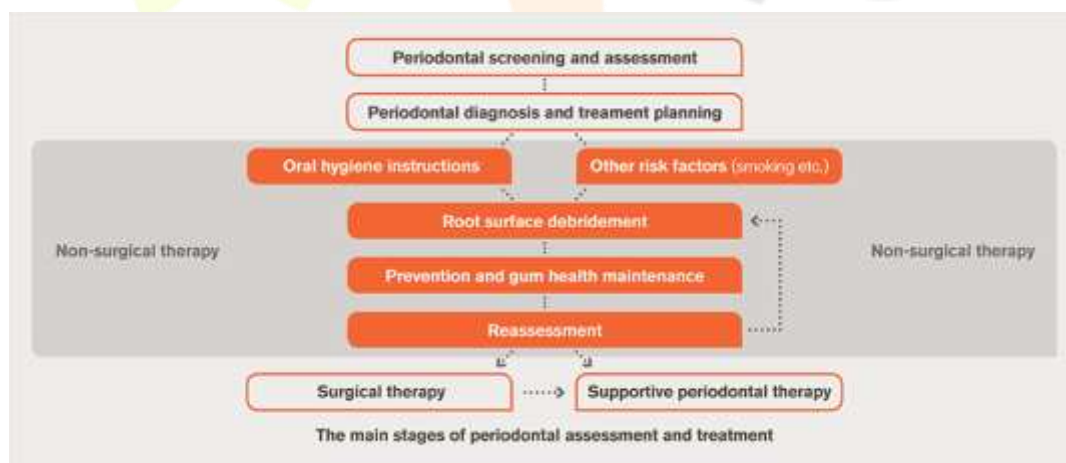 Periodontal screening and assessment
Periodontal diagnosis and treament planning
Oral hygiene instructions
Other risk factors (smoking etc.)
Root surface debridement
Non-surgical therapy
Non-surgical therapy
Prevention and gum health maintenance
Reassessment
Surgical therapy
Supportive periodontal therapy
The main stages of periodontal assessment and treatment